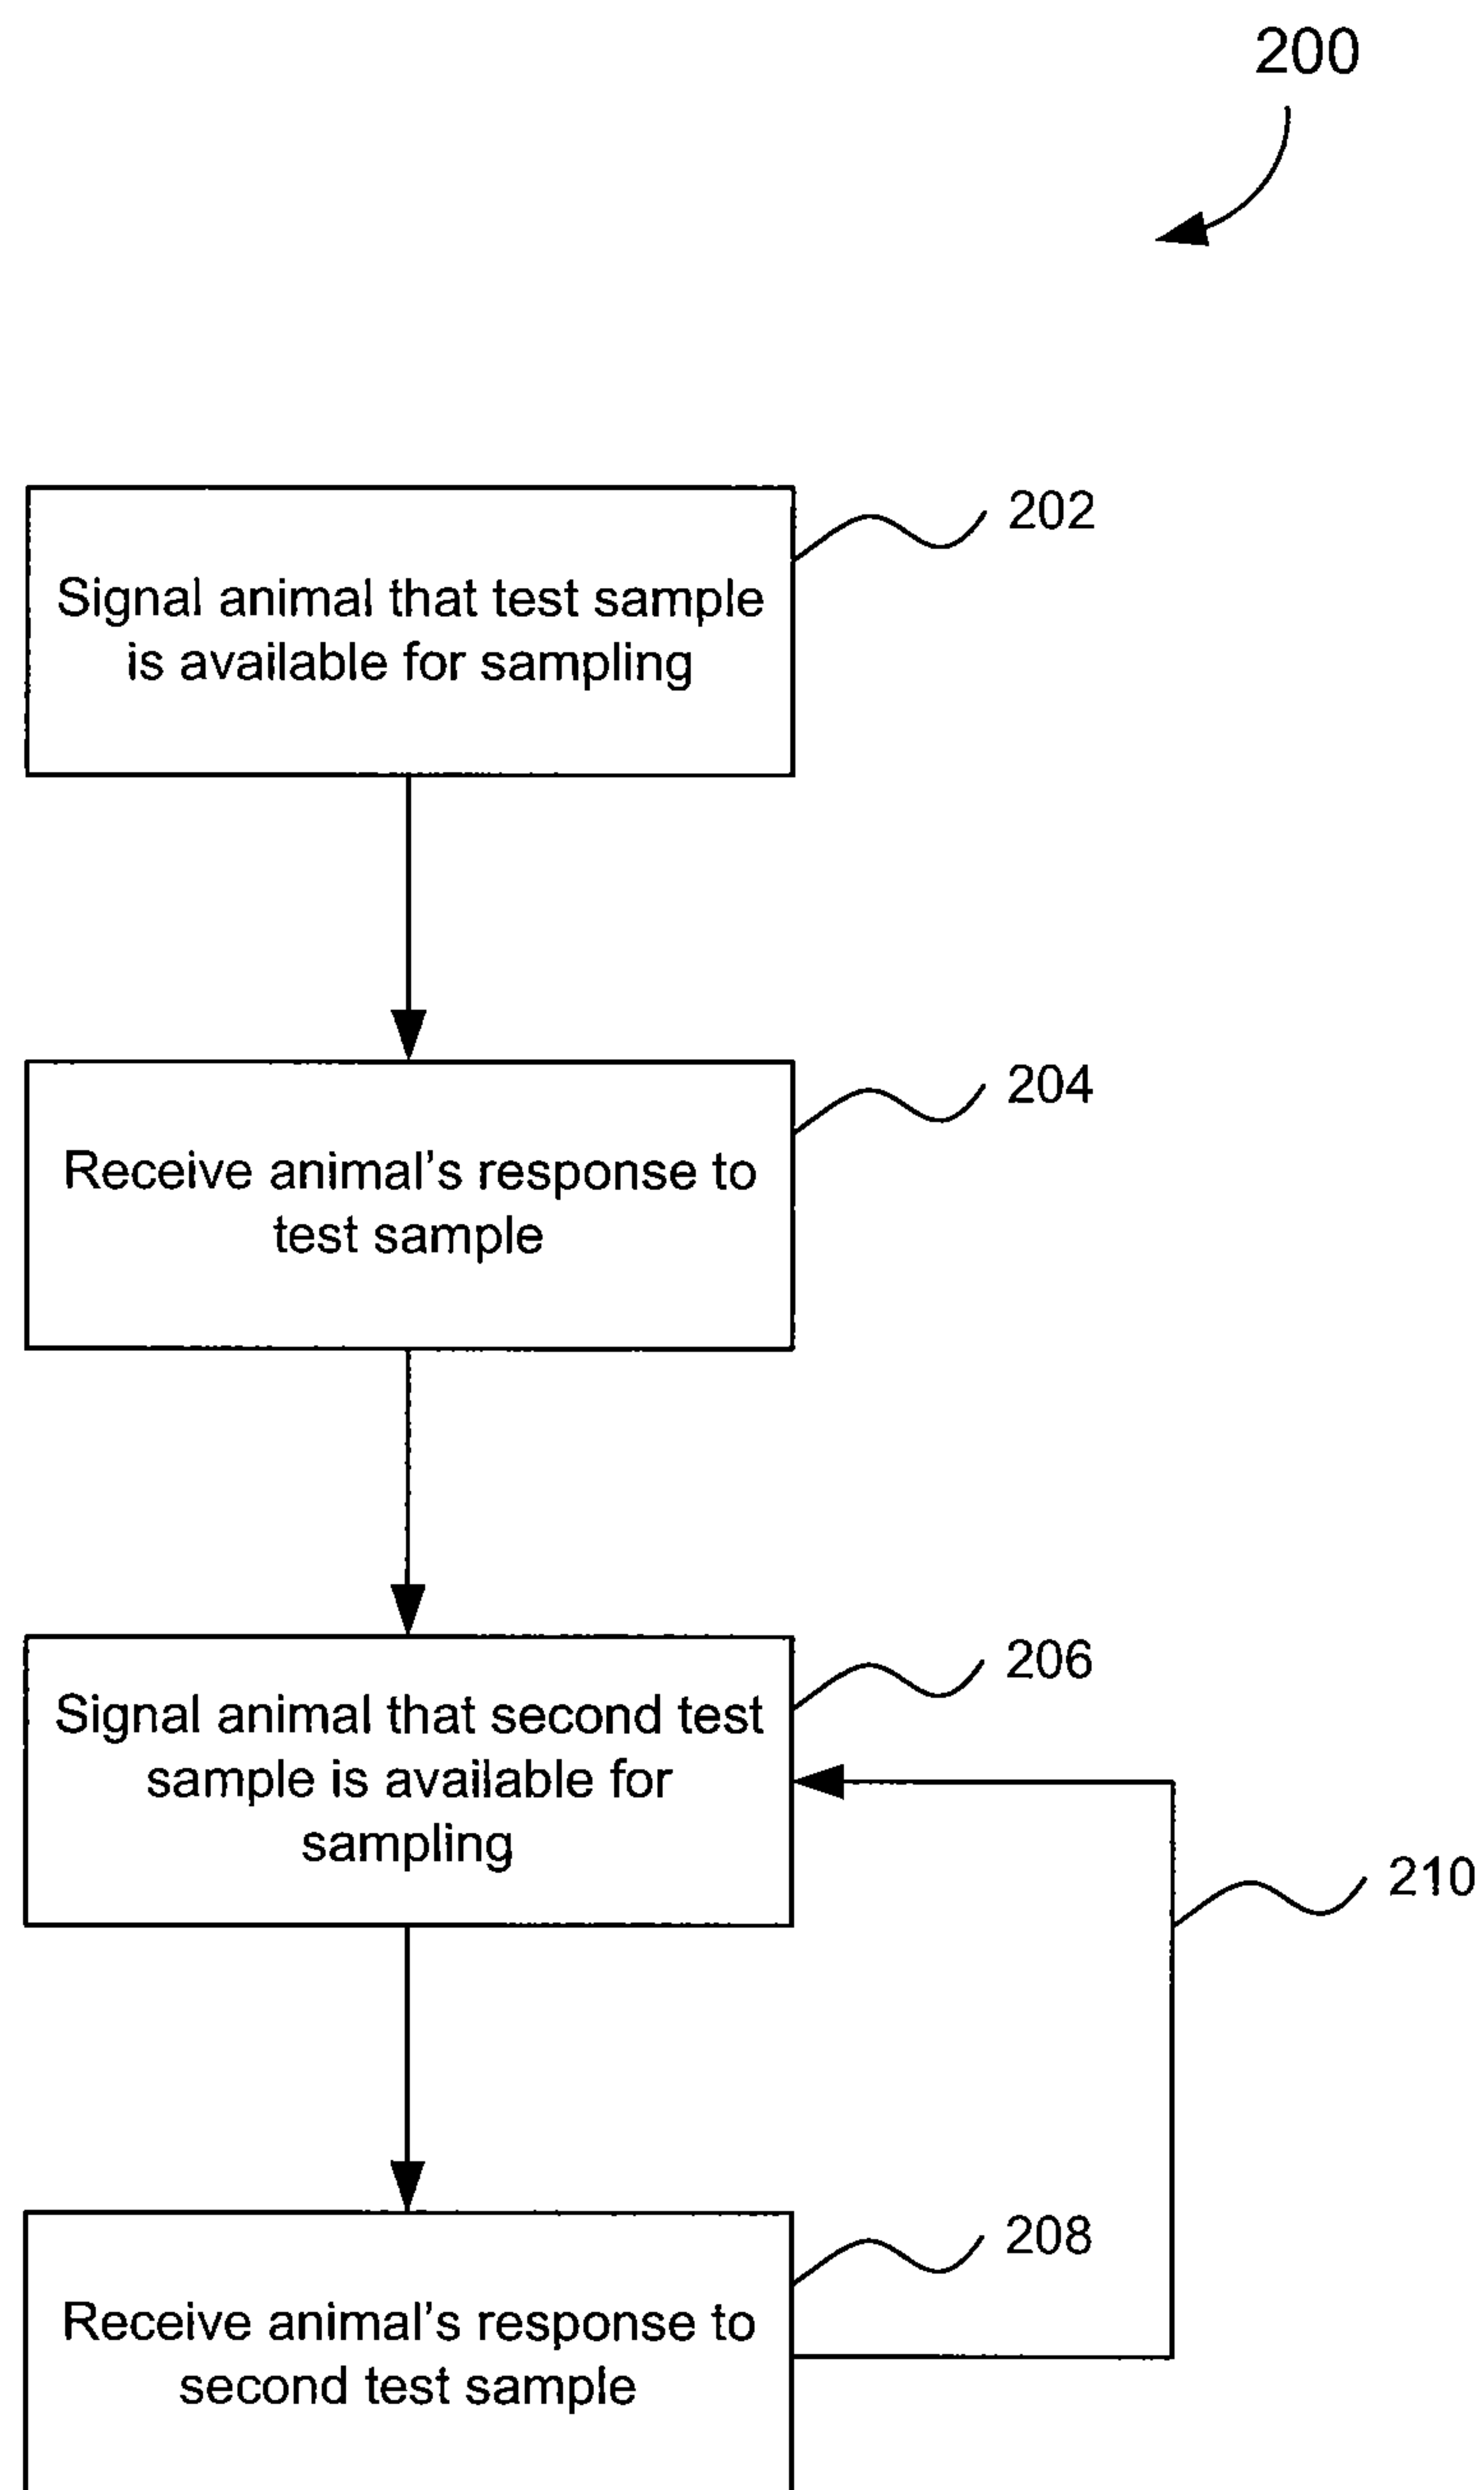 200
202
Signal animal that test sample
is available for sampling
204
Receive animal's response to
test sample
206
Signal animal that second test
sample is available for
sampling
210
208
Receive animal's response to
second test sample